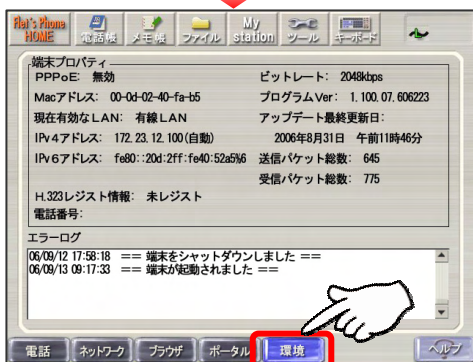 Flet's Phone HOME 電話帳 メモ帳 ファイル My station ツール キーボード
端末プロパティ
PPPoE: 無効 ビットレート: 2048kbps
Macアドレス: 00-0d-02-40-fa-b5 プログラムVer: 1.100.07.606223
現在有効なLAN: 有線LAN アップデート最終更新日:
IPv4アドレス: 172.23.12.100(自動) 2006年8月31日 午前11時46分
IPv6アドレス: fe80::20d:2ff:fe40:52a5%6 送信パケット総数: 645
受信パケット総数: 775
H.323レジスト情報: 未レジスト
電話番号:
エラーログ
06/09/12 17:58:18 == 端末をシャットダウンしました ==
06/09/13 09:17:33 == 端末が起動されました ==
電話 ネットワーク ブラウザ ポータル 環境 ヘルプ